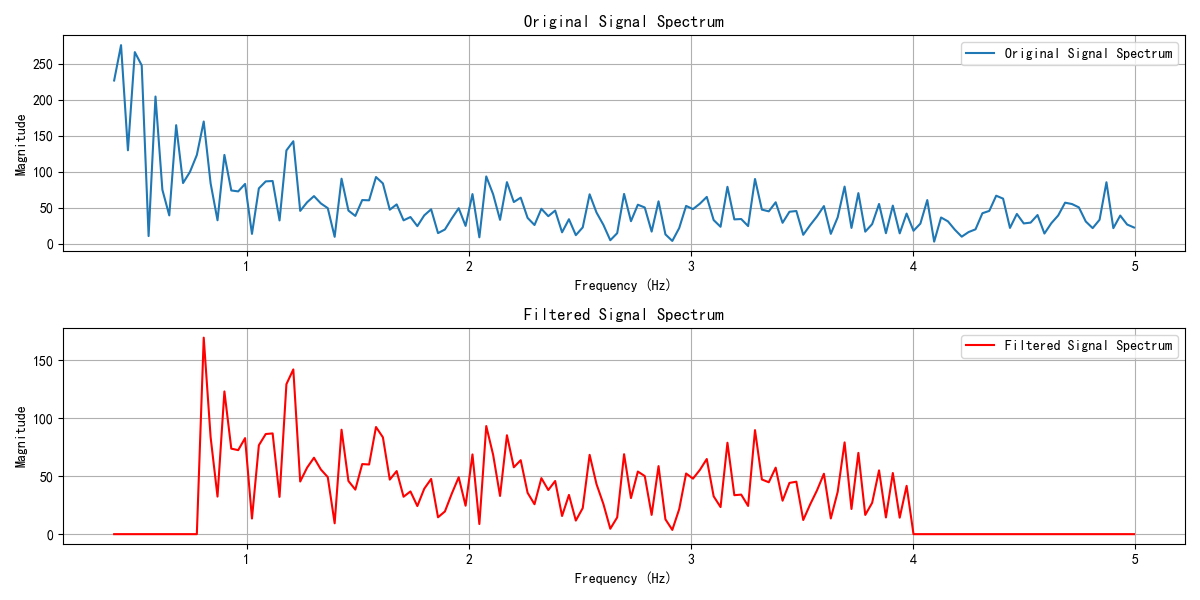 Original Signal Spectrum
Original Signal Spectrum
250
200
150
100
50
0
Magnitude
1 2 3 4 5
Frequency (Hz)
Filtered Signal Spectrum
Filtered Signal Spectrum
150
100
50
0
Magnitude
1 2 3 4 5
Frequency (Hz)